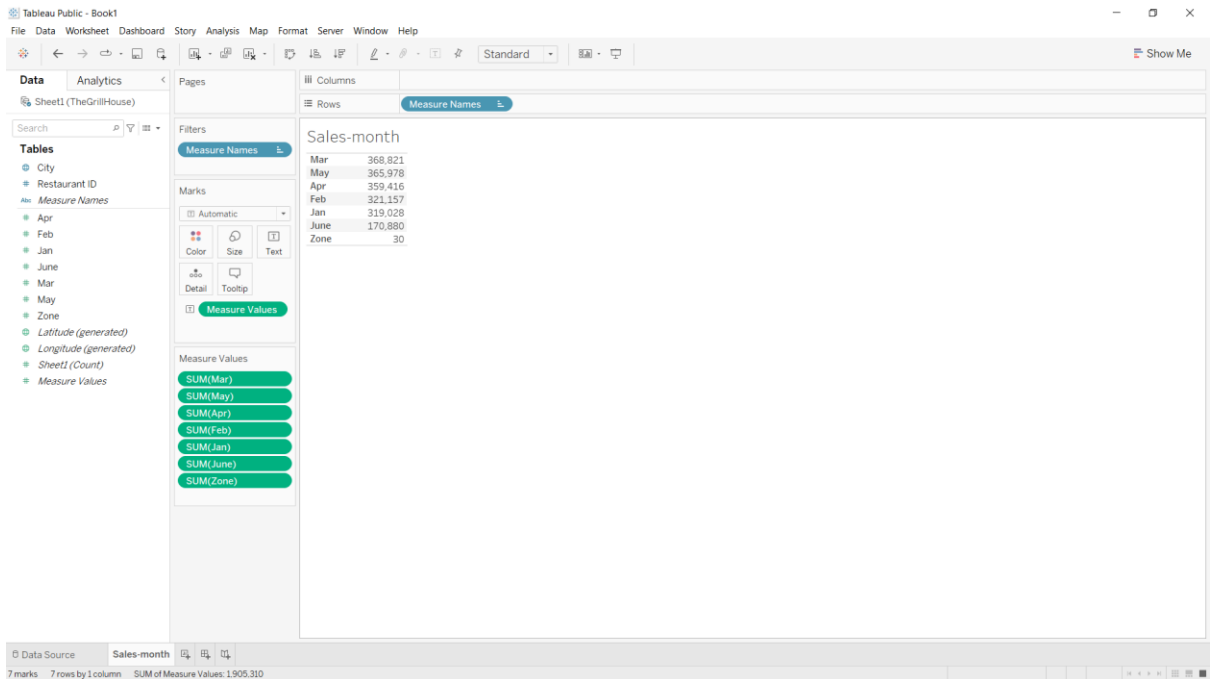 Tableau Public - Book1
File Data Worksheet Dashboard Story Analysis Map Format Server Window Help
Standard
Show Me
Data Analytics
Sheet1 (TheGrillHouse)
Search
Tables
City
Restaurant ID
Abc Measure Names
Apr
Feb
Jan
June
Mar
May
Zone
Latitude (generated)
Longitude (generated)
Sheet1 (Count)
Measure Values
Pages
Filters
Measure Names
Marks
Automatic
Color Size Text
Detail Tooltip
Measure Values
Measure Values
SUM(Mar)
SUM(May)
SUM(Apr)
SUM(Feb)
SUM(Jan)
SUM(June)
SUM(Zone)
Columns
Rows Measure Names
Sales-month
Mar 368,821
May 365,978
Apr 359,416
Feb 321,157
Jan 319,028
June 170,880
Zone 30
Data Source Sales-month
7 marks 7 rows by 1 column SUM of Measure Values: 1,905,310